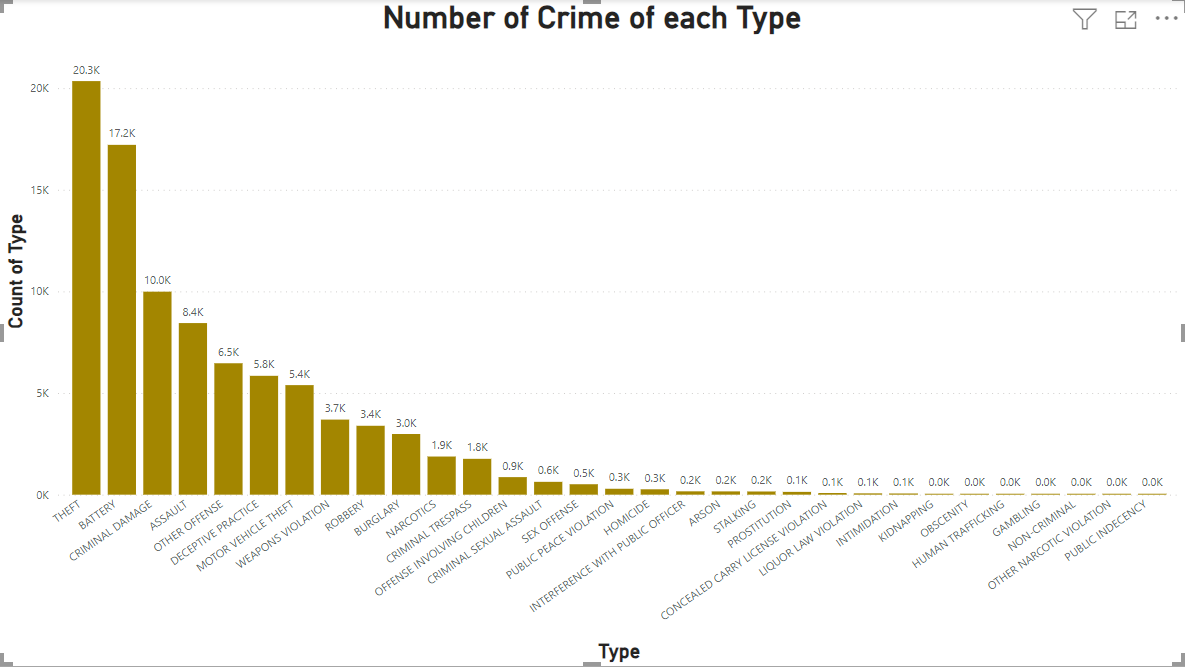 Number of Crime of each Type
Count of Type
20K
15K
10K
5K
0K
20.3K
17.2K
10.0K
8.4K
6.5K
5.8K
5.4K
3.7K
3.4K
3.0K
1.9K
1.8K
0.9K
0.6K
0.5K
0.3K
0.3K
0.2K
0.2K
0.2K
0.1K
0.1K
0.1K
0.1K
0.0K
0.0K
0.0K
0.0K
0.0K
0.0K
0.0K
THEFT
BATTERY
CRIMINAL DAMAGE
ASSAULT
OTHER OFFENSE
DECEPTIVE PRACTICE
MOTOR VEHICLE THEFT
WEAPONS VIOLATION
ROBBERY
BURGLARY
NARCOTICS
CRIMINAL TRESPASS
OFFENSE INVOLVING CHILDREN
CRIMINAL SEXUAL ASSAULT
SEX OFFENSE
PUBLIC PEACE VIOLATION
HOMICIDE
INTERFERENCE WITH PUBLIC OFFICER
ARSON
STALKING
PROSTITUTION
CONCEALED CARRY LICENSE VIOLATION
LIQUOR LAW VIOLATION
INTIMIDATION
KIDNAPPING
OBSCENITY
HUMAN TRAFFICKING
GAMBLING
NON-CRIMINAL
OTHER NARCOTIC VIOLATION
PUBLIC INDECENCY
Type